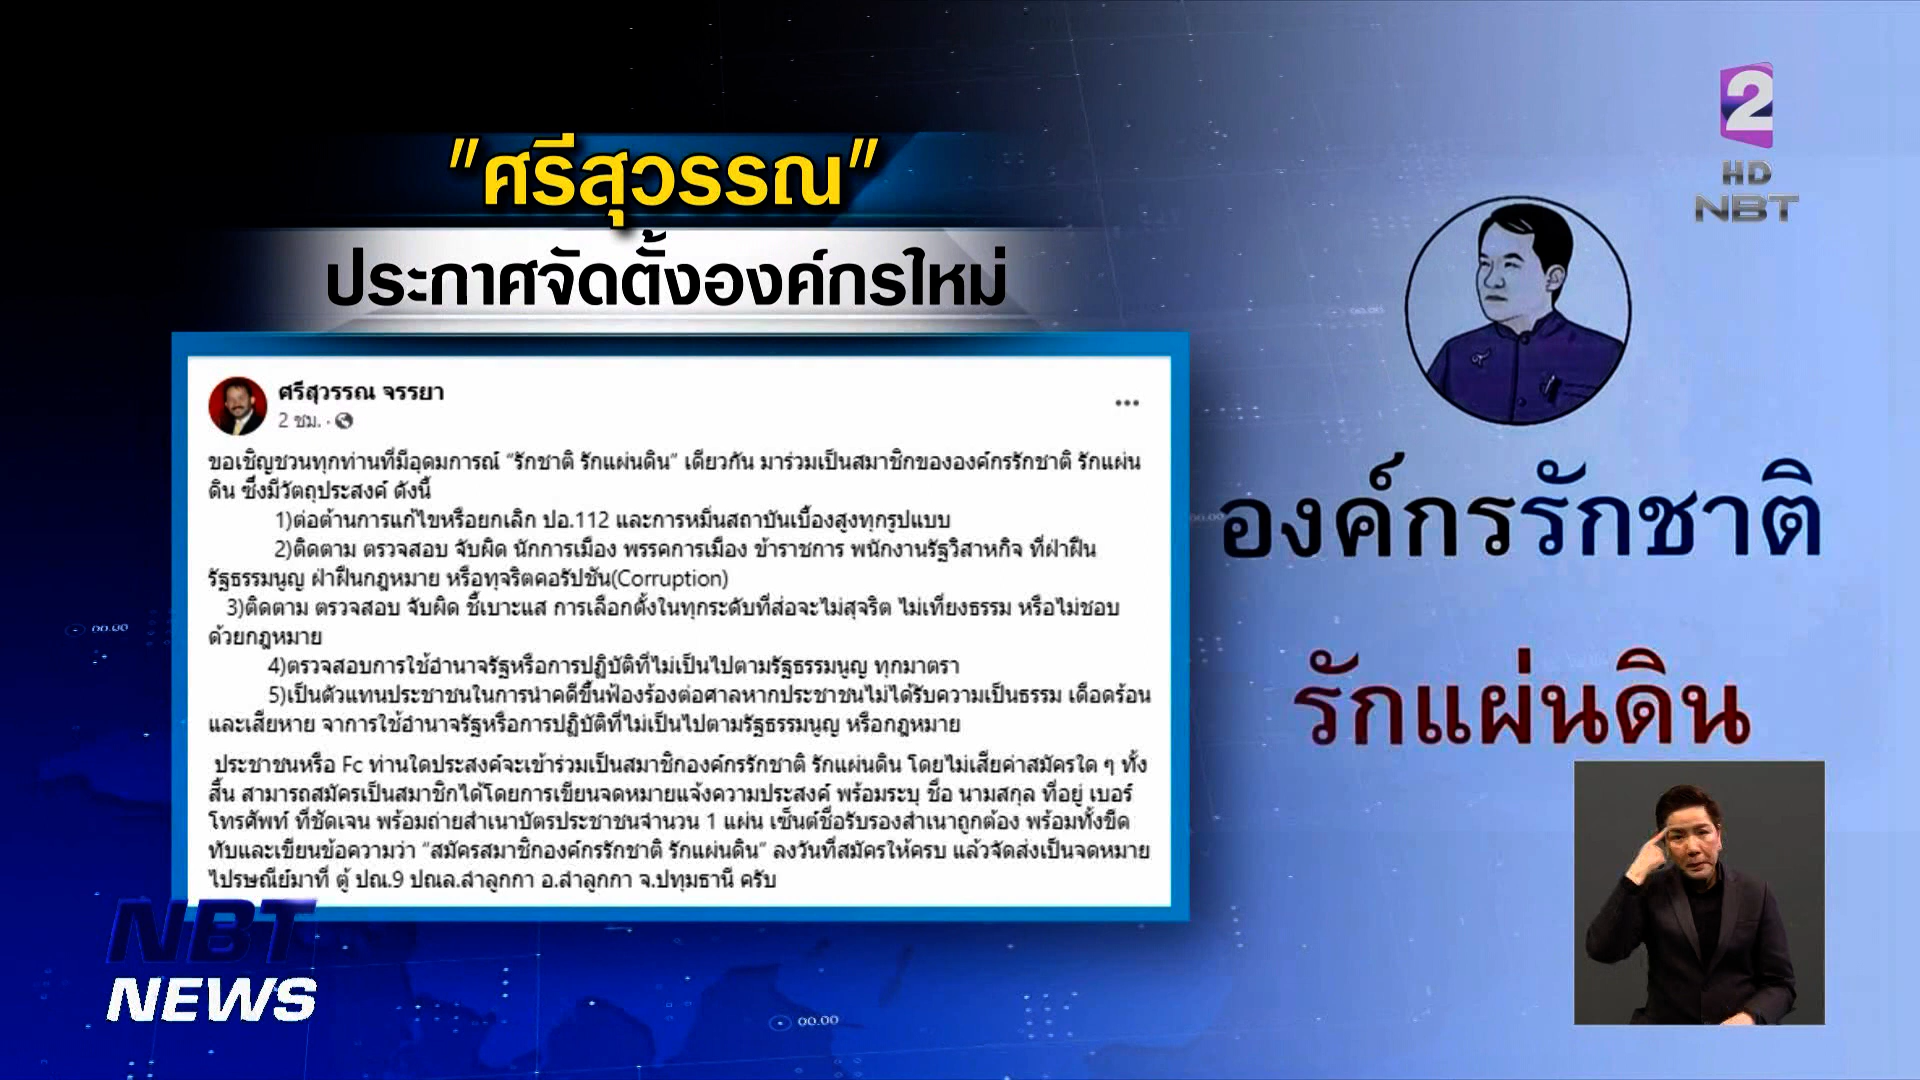 "ศรีสุวรรณ"
ประกาศจัดตั้งองค์กรใหม่
2
HD
NBT
ศรีสุวรรณ จรรยา
2 ชม. ·
ขอเชิญชวนทุกท่านที่มีอุดมการณ์ "รักชาติ รักแผ่นดิน" เดียวกัน มาร่วมเป็นสมาชิกขององค์กรรักชาติ รักแผ่น
ดิน ซึ่งมีวัตถุประสงค์ ดังนี้
1)ต่อต้านการแก้ไขหรือยกเลิก ปอ.112 และการหมิ่นสถาบันเบื้องสูงทุกรูปแบบ
2)ติดตาม ตรวจสอบ จับผิด นักการเมือง พรรคการเมือง ข้าราชการ พนักงานรัฐวิสาหกิจ ที่ฝ่าฝืน
รัฐธรรมนูญ ฝ่าฝืนกฎหมาย หรือทุจริตคอรัปชัน(Corruption)
3)ติดตาม ตรวจสอบ จับผิด ชี้เบาะแส การเลือกตั้งในทุกระดับที่ส่อจะไม่สุจริต ไม่เที่ยงธรรม หรือไม่ชอบ
ด้วยกฎหมาย
4)ตรวจสอบการใช้อำนาจรัฐหรือการปฏิบัติที่ไม่เป็นไปตามรัฐธรรมนูญ ทุกมาตรา
5)เป็นตัวแทนประชาชนในการนำคดีขึ้นฟ้องร้องต่อศาลหากประชาชนไม่ได้รับความเป็นธรรม เดือดร้อน
และเสียหาย จาการใช้อำนาจรัฐหรือการปฏิบัติที่ไม่เป็นไปตามรัฐธรรมนูญ หรือกฎหมาย
ประชาชนหรือ Fc ท่านใดประสงค์จะเข้าร่วมเป็นสมาชิกองค์กรรักชาติ รักแผ่นดิน โดยไม่เสียค่าสมัครใด ๆ ทั้ง
สิ้น สามารถสมัครเป็นสมาชิกได้โดยการเขียนจดหมายแจ้งความประสงค์ พร้อมระบุ ชื่อ นามสกุล ที่อยู่ เบอร์
โทรศัพท์ ที่ชัดเจน พร้อมถ่ายสำเนาบัตรประชาชนจำนวน 1 แผ่น เซ็นต์ชื่อรับรองสำเนาถูกต้อง พร้อมทั้งขีด
ทับและเขียนข้อความว่า "สมัครสมาชิกองค์กรรักชาติ รักแผ่นดิน" ลงวันที่สมัครให้ครบ แล้วจัดส่งเป็นจดหมาย
ไปรษณีย์มาที่ ตู้ ปณ.9 ปณล.ลำลูกกา อ.ลำลูกกา จ.ปทุมธานี ครับ
องค์กรรักชาติ
รักแผ่นดิน
NBT
NEWS
00.00
00.00
00.00
00.00